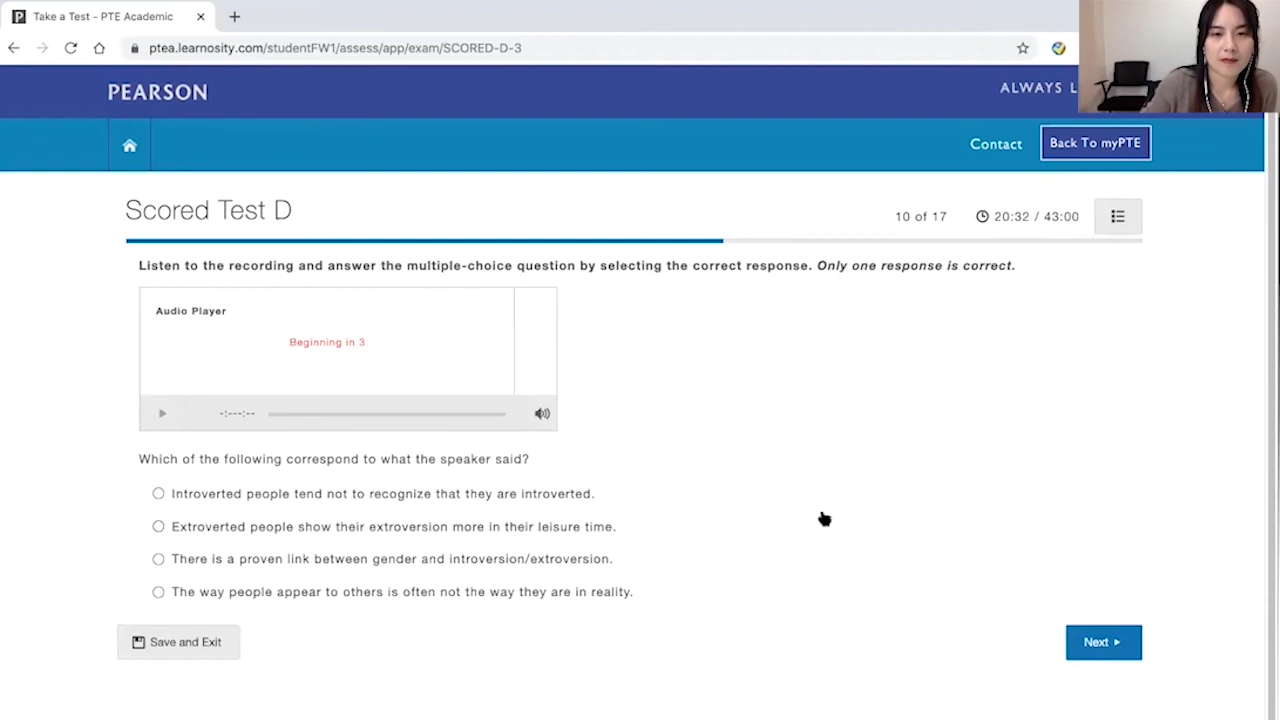 Take a Test - PTE Academic
ptea.learnosity.com/studentFW1/assess/app/exam/SCORED-D-3
PEARSON
ALWAYS L
Contact
Back To myPTE
Scored Test D
10 of 17
20:32 / 43:00
Listen to the recording and answer the multiple-choice question by selecting the correct response. Only one response is correct.
Audio Player
Beginning in 3
-:---:--
Which of the following correspond to what the speaker said?
Introverted people tend not to recognize that they are introverted.
Extroverted people show their extroversion more in their leisure time.
There is a proven link between gender and introversion/extroversion.
The way people appear to others is often not the way they are in reality.
Save and Exit
Next